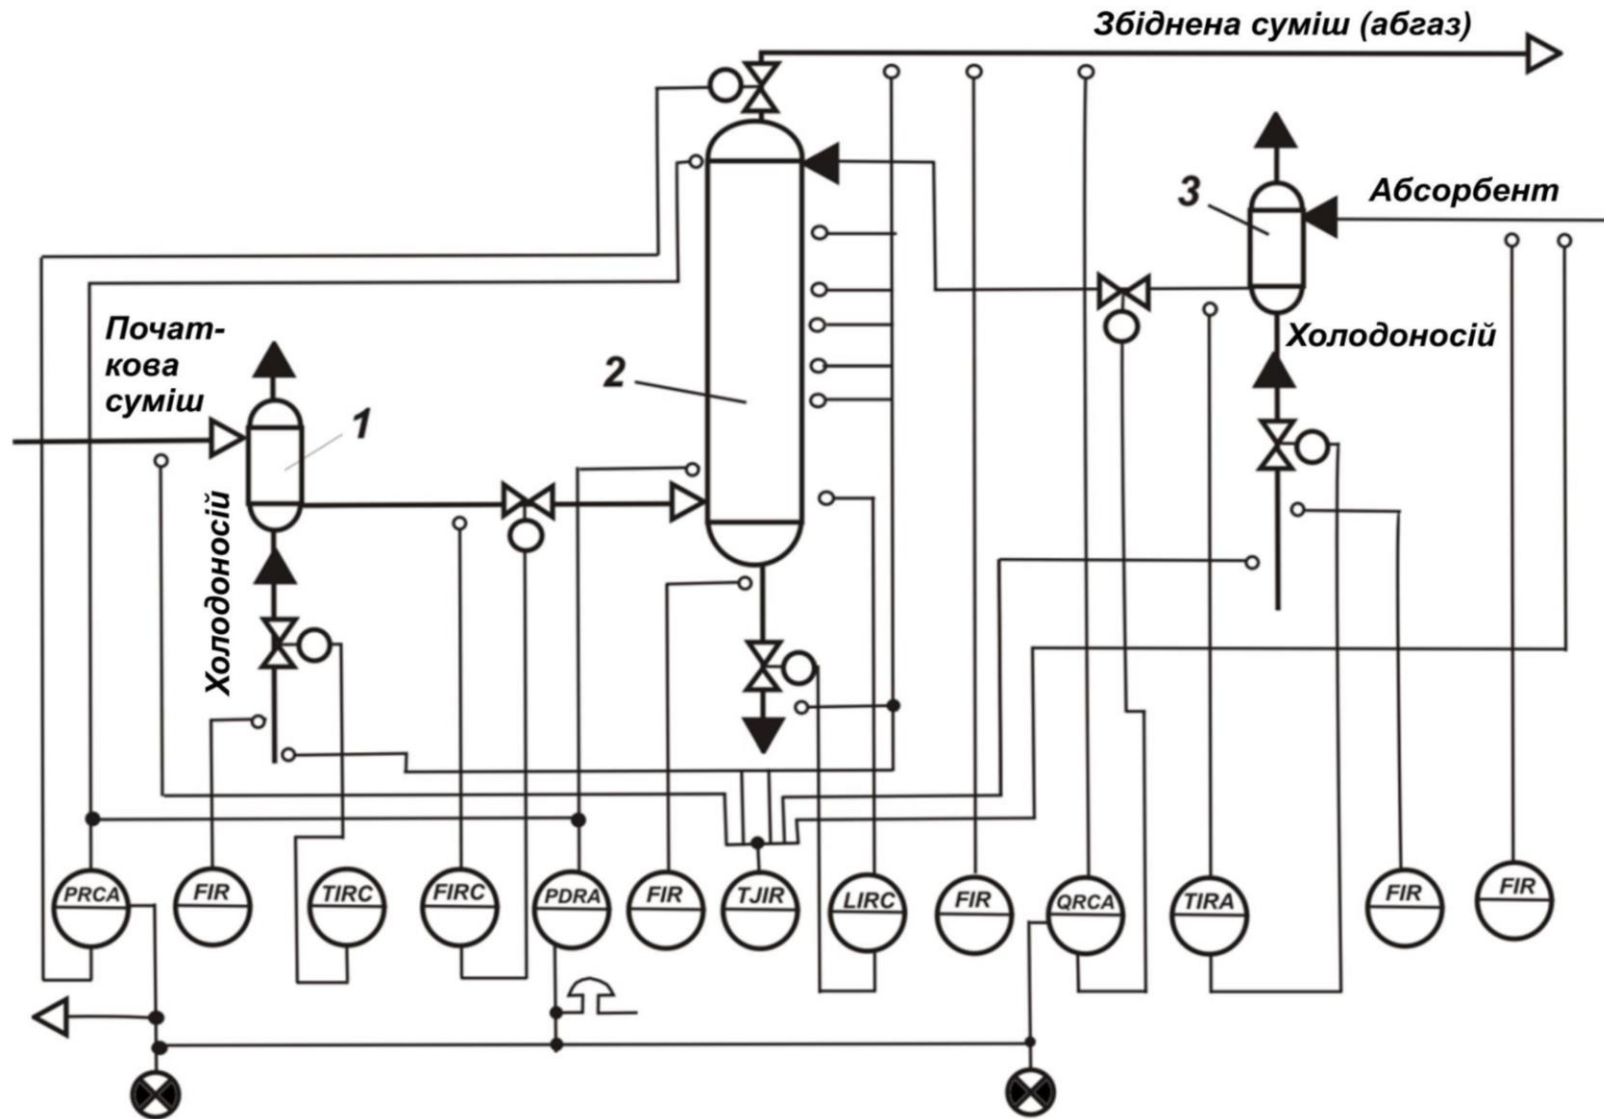 Збіднена суміш (абгаз)
3
Абсорбент
Почат-
кова
суміш
Холодоносій
2
1
Холодоносій
PRCA
FIR
TIRC
FIRC
PDRA
FIR
TJIR
LIRC
FIR
QRCA
TIRA
FIR
FIR